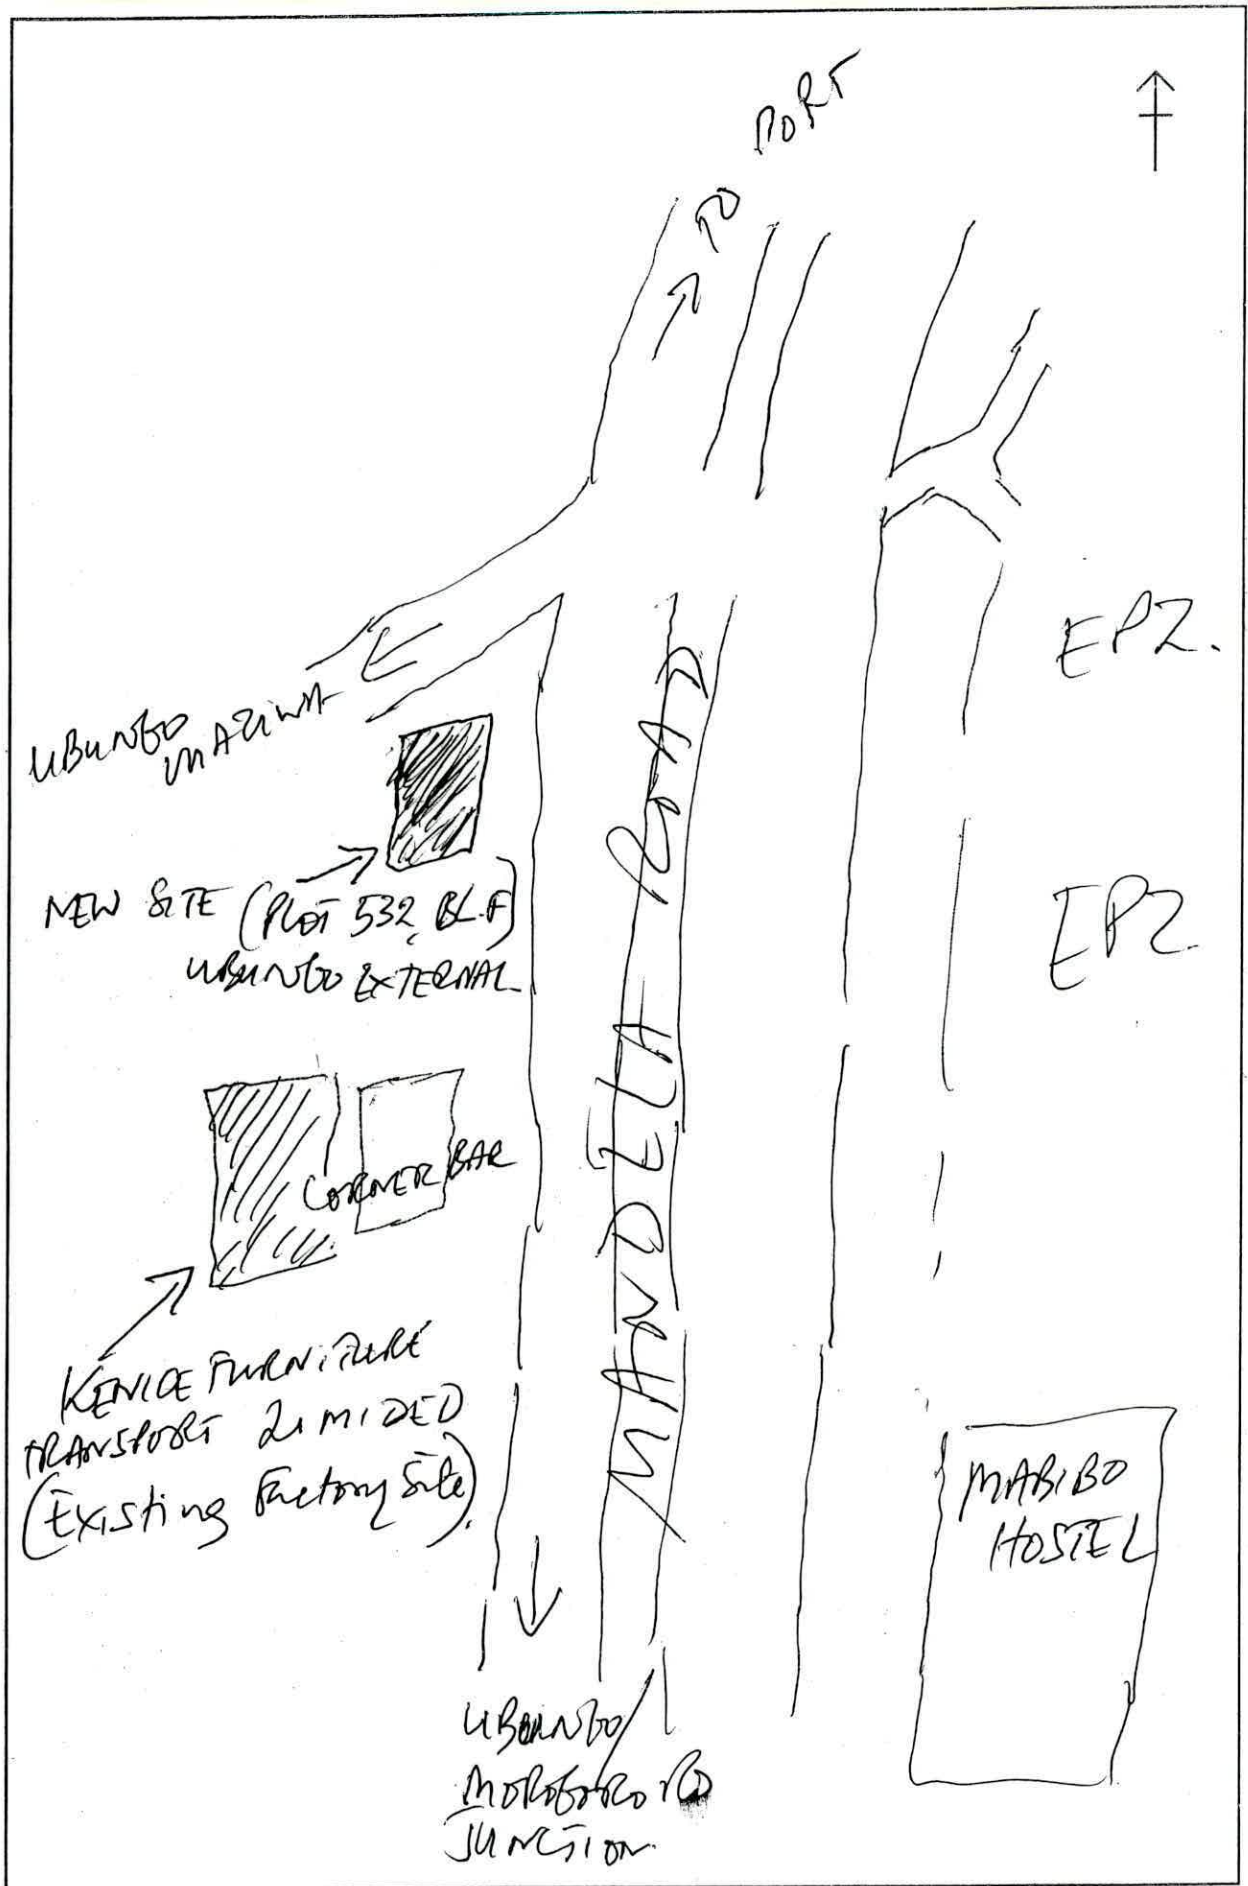 TO PORT
EPZ.
UBUNGO
MAZIWA
NEW SITE (PLOT 532, BL.F)
UBUNGO EXTERNAL
EPZ
MANDELA ROAD
CORNER BAR
KENICE FURNITURE
TRANSPORT LIMITED
(Existing Factory Site).
MABIBO
HOSTEL
UBUNGO/
MOROGORO RD
JUNCTION.